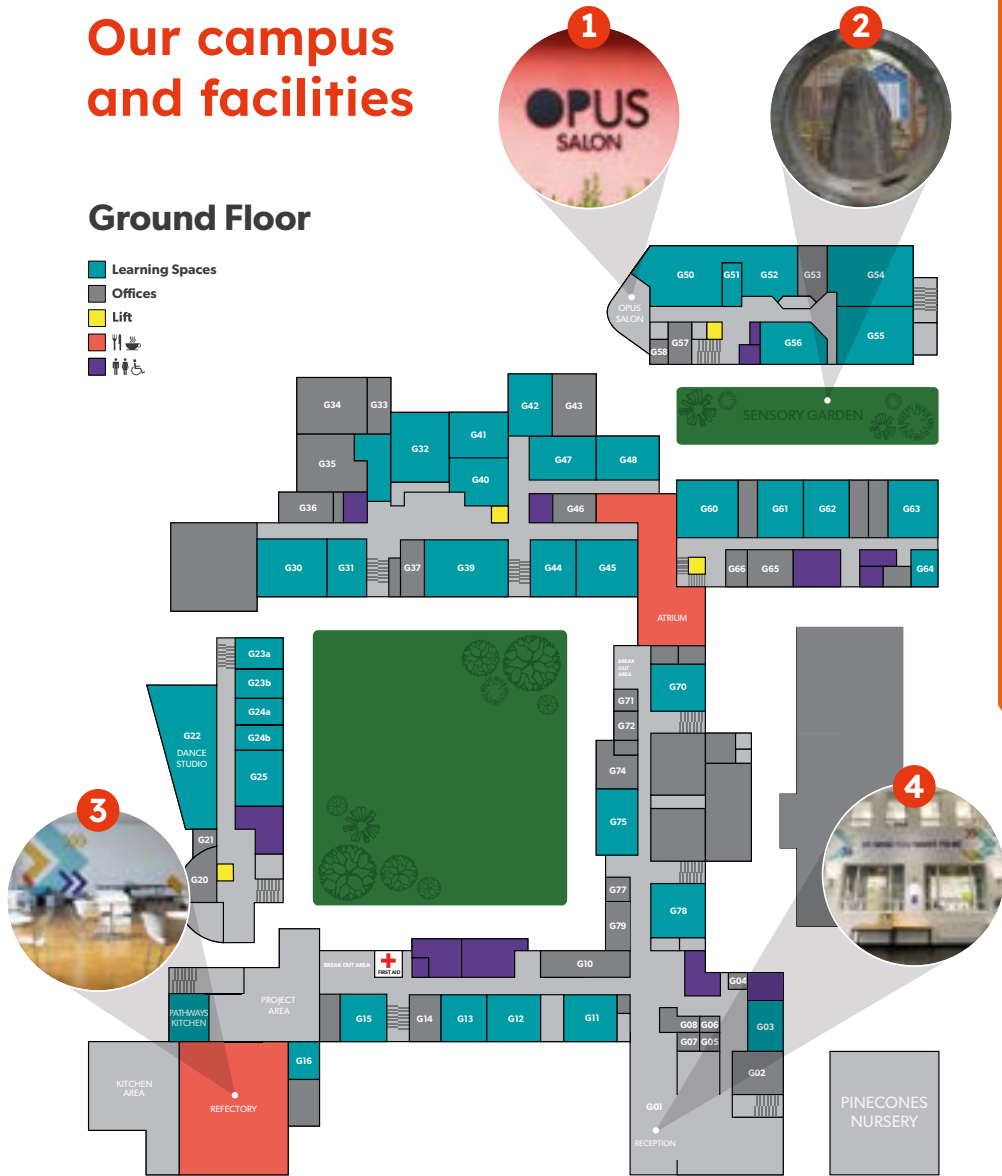 Our campus
and facilities
1
2
OPUS
SALON
Ground Floor
Learning Spaces
Offices
Lift
G50
G51
G52
G53
G54
OPUS
SALON
G58
G57
G56
G55
SENSORY GARDEN
G34
G33
G42
G43
G32
G41
G35
G40
G47
G48
G36
G46
G60
G61
G62
G63
G30
G31
G37
G39
G44
G45
G66
G65
G64
ATRIUM
G23a
G23b
G24a
G24b
G25
G22
DANCE
STUDIO
BREAK
OUT
AREA
G70
G71
G72
G74
G75
3
4
G21
G20
G77
G79
G78
BREAK OUT AREA
FIRST AID
G10
G04
PATHWAYS
KITCHEN
PROJECT
AREA
G15
G14
G13
G12
G11
G08
G06
G07
G05
G03
G02
G16
KITCHEN
AREA
REFECTORY
G01
RECEPTION
PINECONES
NURSERY